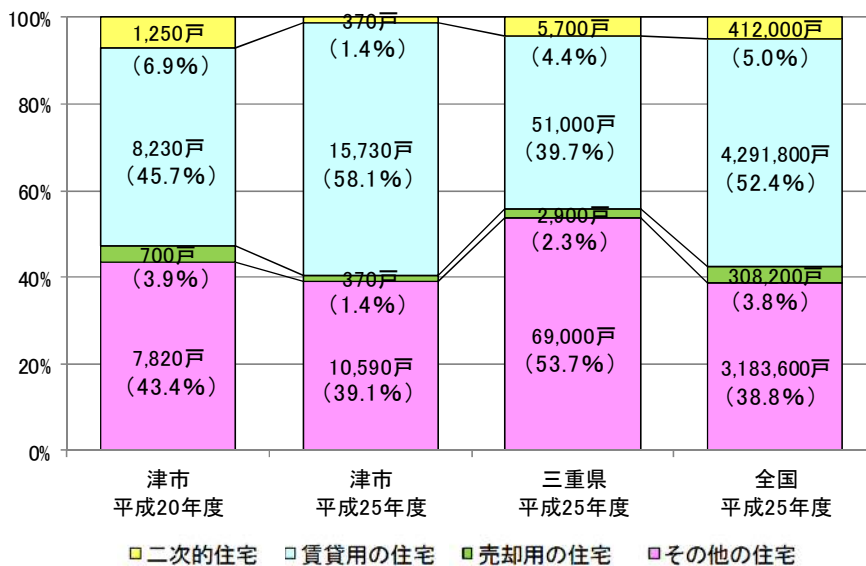 100%
80%
60%
40%
20%
0%
1,250戸
(6.9%)
8,230戸
(45.7%)
700戸
(3.9%)
7,820戸
(43.4%)
370戸
(1.4%)
15,730戸
(58.1%)
370戸
(1.4%)
10,590戸
(39.1%)
5,700戸
(4.4%)
51,000戸
(39.7%)
2,900戸
(2.3%)
69,000戸
(53.7%)
412,000戸
(5.0%)
4,291,800戸
(52.4%)
308,200戸
(3.8%)
3,183,600戸
(38.8%)
津市
平成20年度
津市
平成25年度
三重県
平成25年度
全国
平成25年度
二次的住宅
賃貸用の住宅
売却用の住宅
その他の住宅